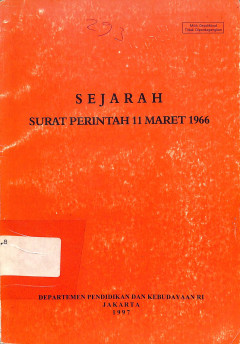 SEJARAH
SURAT PERINTAH 11 MARET 1966
DEPARTEMEN PENDIDIKAN DAN KEBUDAYAAN RI
JAKARTA
1997